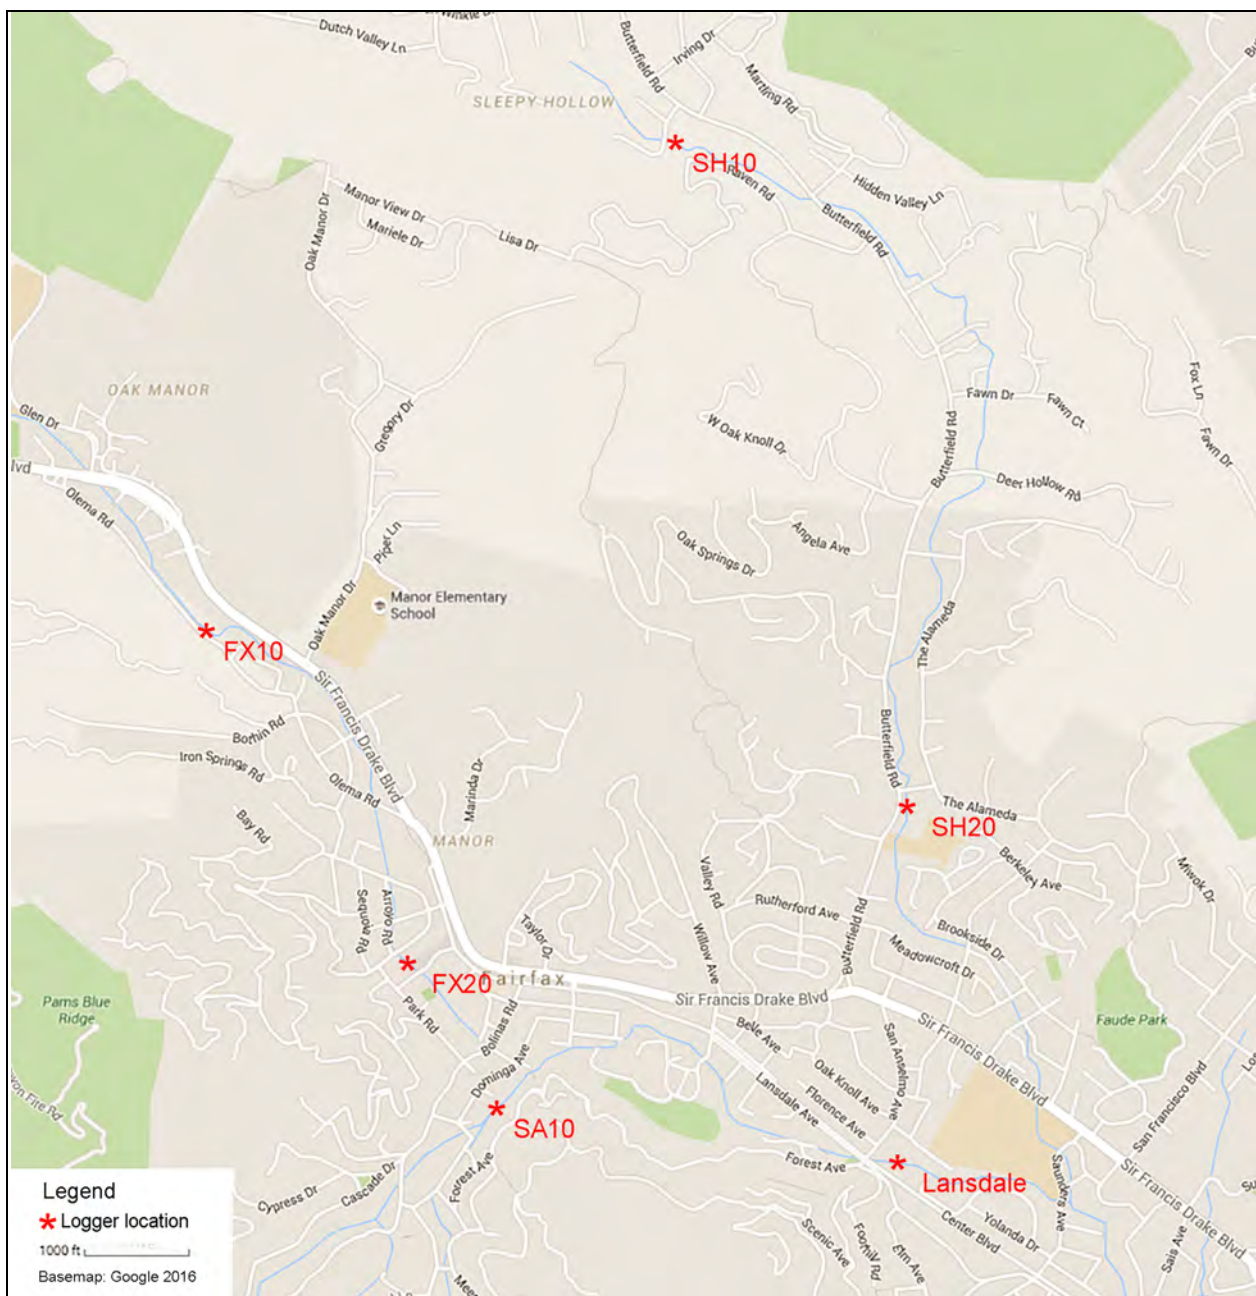 Dutch Valley Ln
Butterfield Rd
Irving Dr
Martling Rd
SLEEPY HOLLOW
SH10
Raven Rd
Hidden Valley Ln
Butterfield Rd
Oak Manor Dr
Manor View Dr
Mariele Dr
Lisa Dr
OAK MANOR
Glen Dr
lvd
Olema Rd
Gregory Dr
W Oak Knoll Dr
Butterfield Rd
Fawn Dr
Fawn Ct
Fox Ln
Fawn Dr
Deer Hollow Rd
Piper Ln
Oak Springs Dr
Angela Ave
Oak Manor Dr
Manor Elementary
School
FX10
The Alameda
Sir Francis Drake Blvd
Bothin Rd
Iron Springs Rd
Olema Rd
Marinda Dr
Butterfield Rd
Bay Rd
MANOR
The Alameda
SH20
Berkeley Ave
Miwok Dr
Sequoia Rd
Arroyo Rd
Taylor Dr
Valley Rd
Rutherford Ave
Willow Ave
Butterfield Rd
Meadowcroft Dr
Brookside Dr
FX20
Fairfax
Sir Francis Drake Blvd
Pams Blue
Ridge
Park Rd
Bolinas Rd
Dominga Ave
Belle Ave
San Anselmo Ave
Sir Francis Drake Blvd
Faude Park
Oak Knoll Ave
Florence Ave
Lansdale Ave
San Francisco Blvd
SA10
Forest Ave
Forest Ave
Lansdale
Saunders Ave
Sir Francis Drake Blvd
Cypress Dr
Cascade Dr
Scenic Ave
Foothill Rd
Elm Ave
Center Blvd
Yolanda Dr
Sais Ave
Legend
* Logger location
1000 ft
Basemap: Google 2016